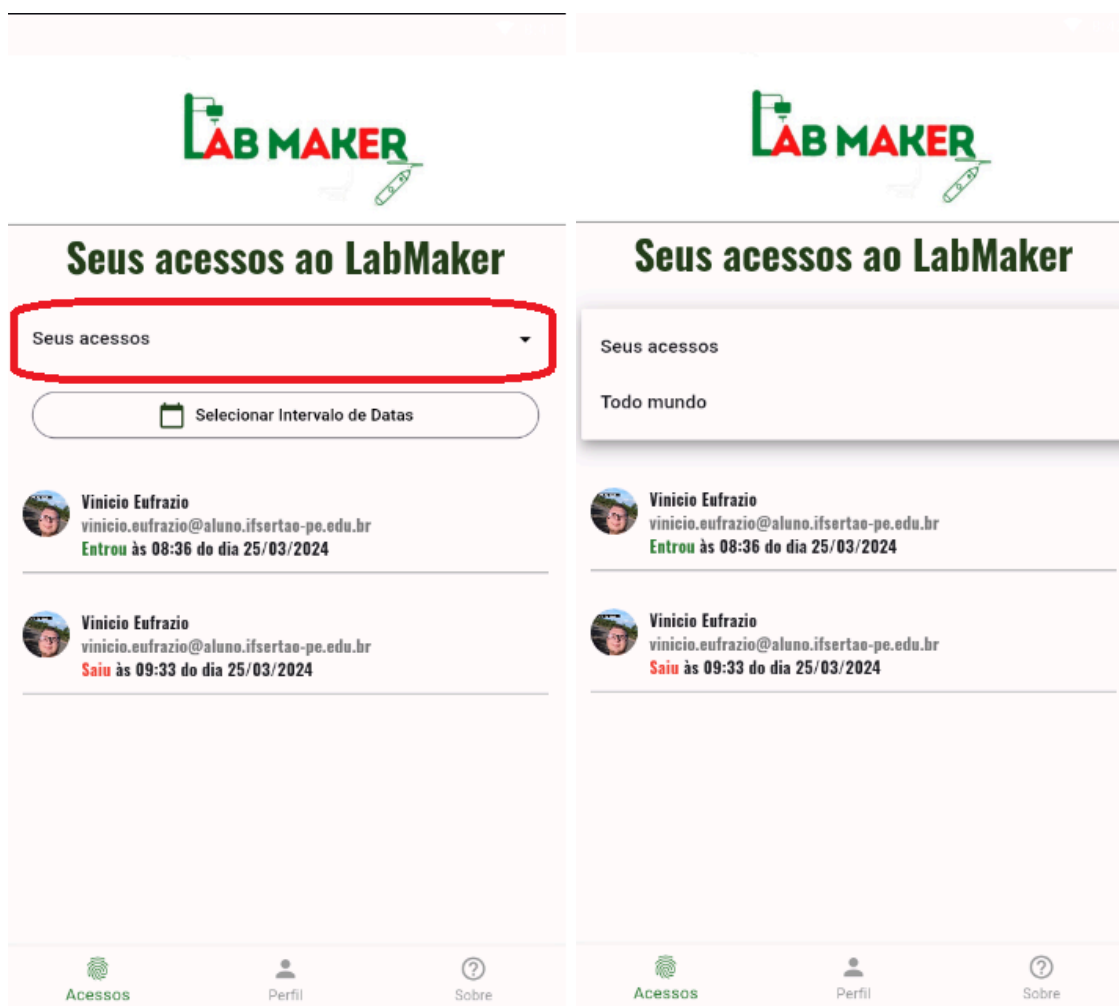 LAB MAKER
Seus acessos ao LabMaker
Seus acessos
Selecionar Intervalo de Datas
Vinicio Eufrazio
vinicio.eufrazio@aluno.ifsertao-pe.edu.br
Entrou às 08:36 do dia 25/03/2024
Vinicio Eufrazio
vinicio.eufrazio@aluno.ifsertao-pe.edu.br
Saiu às 09:33 do dia 25/03/2024
Acessos
Perfil
Sobre
LAB MAKER
Seus acessos ao LabMaker
Seus acessos
Todo mundo
Vinicio Eufrazio
vinicio.eufrazio@aluno.ifsertao-pe.edu.br
Entrou às 08:36 do dia 25/03/2024
Vinicio Eufrazio
vinicio.eufrazio@aluno.ifsertao-pe.edu.br
Saiu às 09:33 do dia 25/03/2024
Acessos
Perfil
Sobre